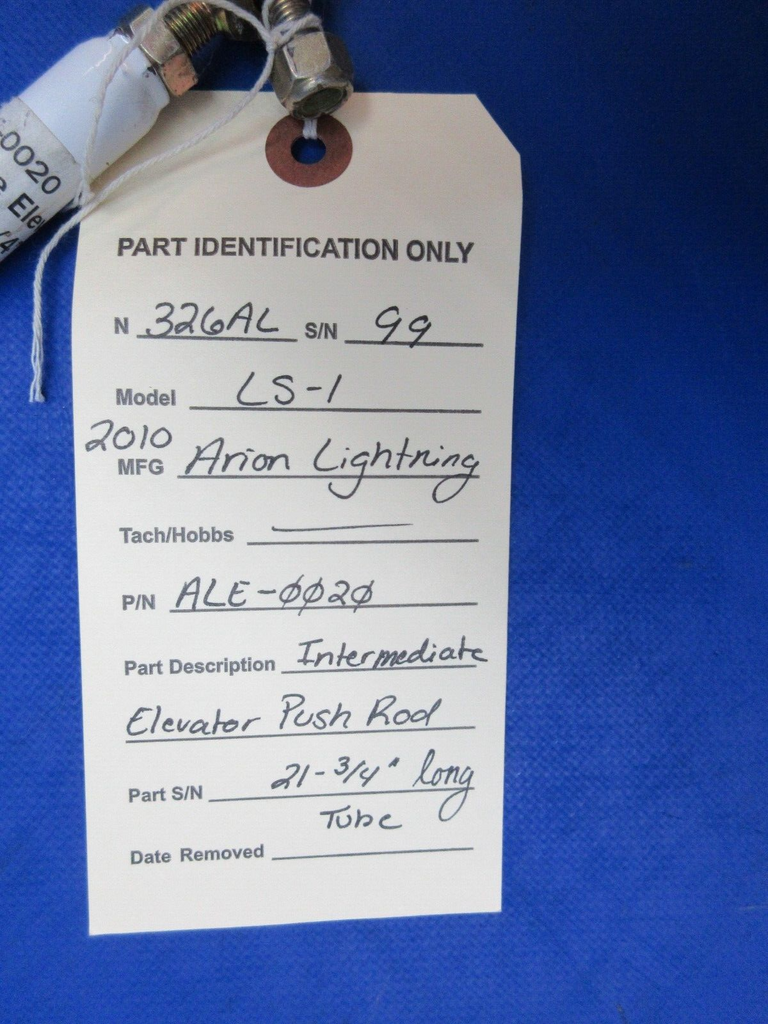 -0020
Ele
PART IDENTIFICATION ONLY
N 326AL S/N 99
Model LS-1
2010
MFG Arion Lightning
Tach/Hobbs —
P/N ALE-ØØ2Ø
Part Description Intermediate
Elevator Push Rod
Part S/N 21-3/4" long
Tube
Date Removed